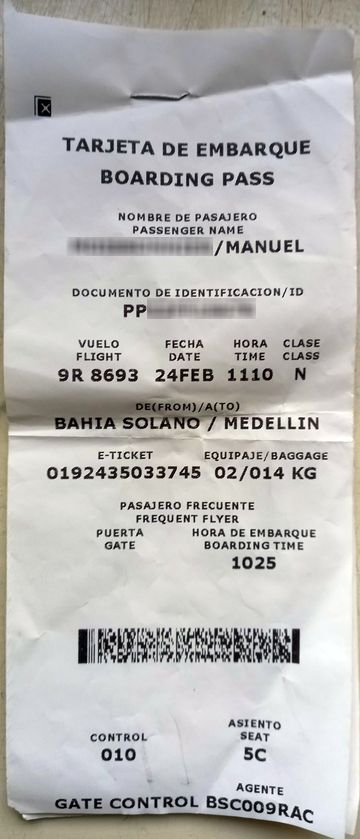 TARJETA DE EMBARQUE
BOARDING PASS
NOMBRE DE PASAJERO
PASSENGER NAME
/MANUEL
DOCUMENTO DE IDENTIFICACION/ID
PP
VUELO FECHA HORA CLASE
FLIGHT DATE TIME CLASS
9R 8693 24FEB 1110 N
DE(FROM)/A(TO)
BAHIA SOLANO / MEDELLIN
E-TICKET EQUIPAJE/BAGGAGE
0192435033745 02/014 KG
PASAJERO FRECUENTE
FREQUENT FLYER
PUERTA HORA DE EMBARQUE
GATE BOARDING TIME
1025
CONTROL ASIENTO
SEAT
010 5C
AGENTE
GATE CONTROL BSC009RAC